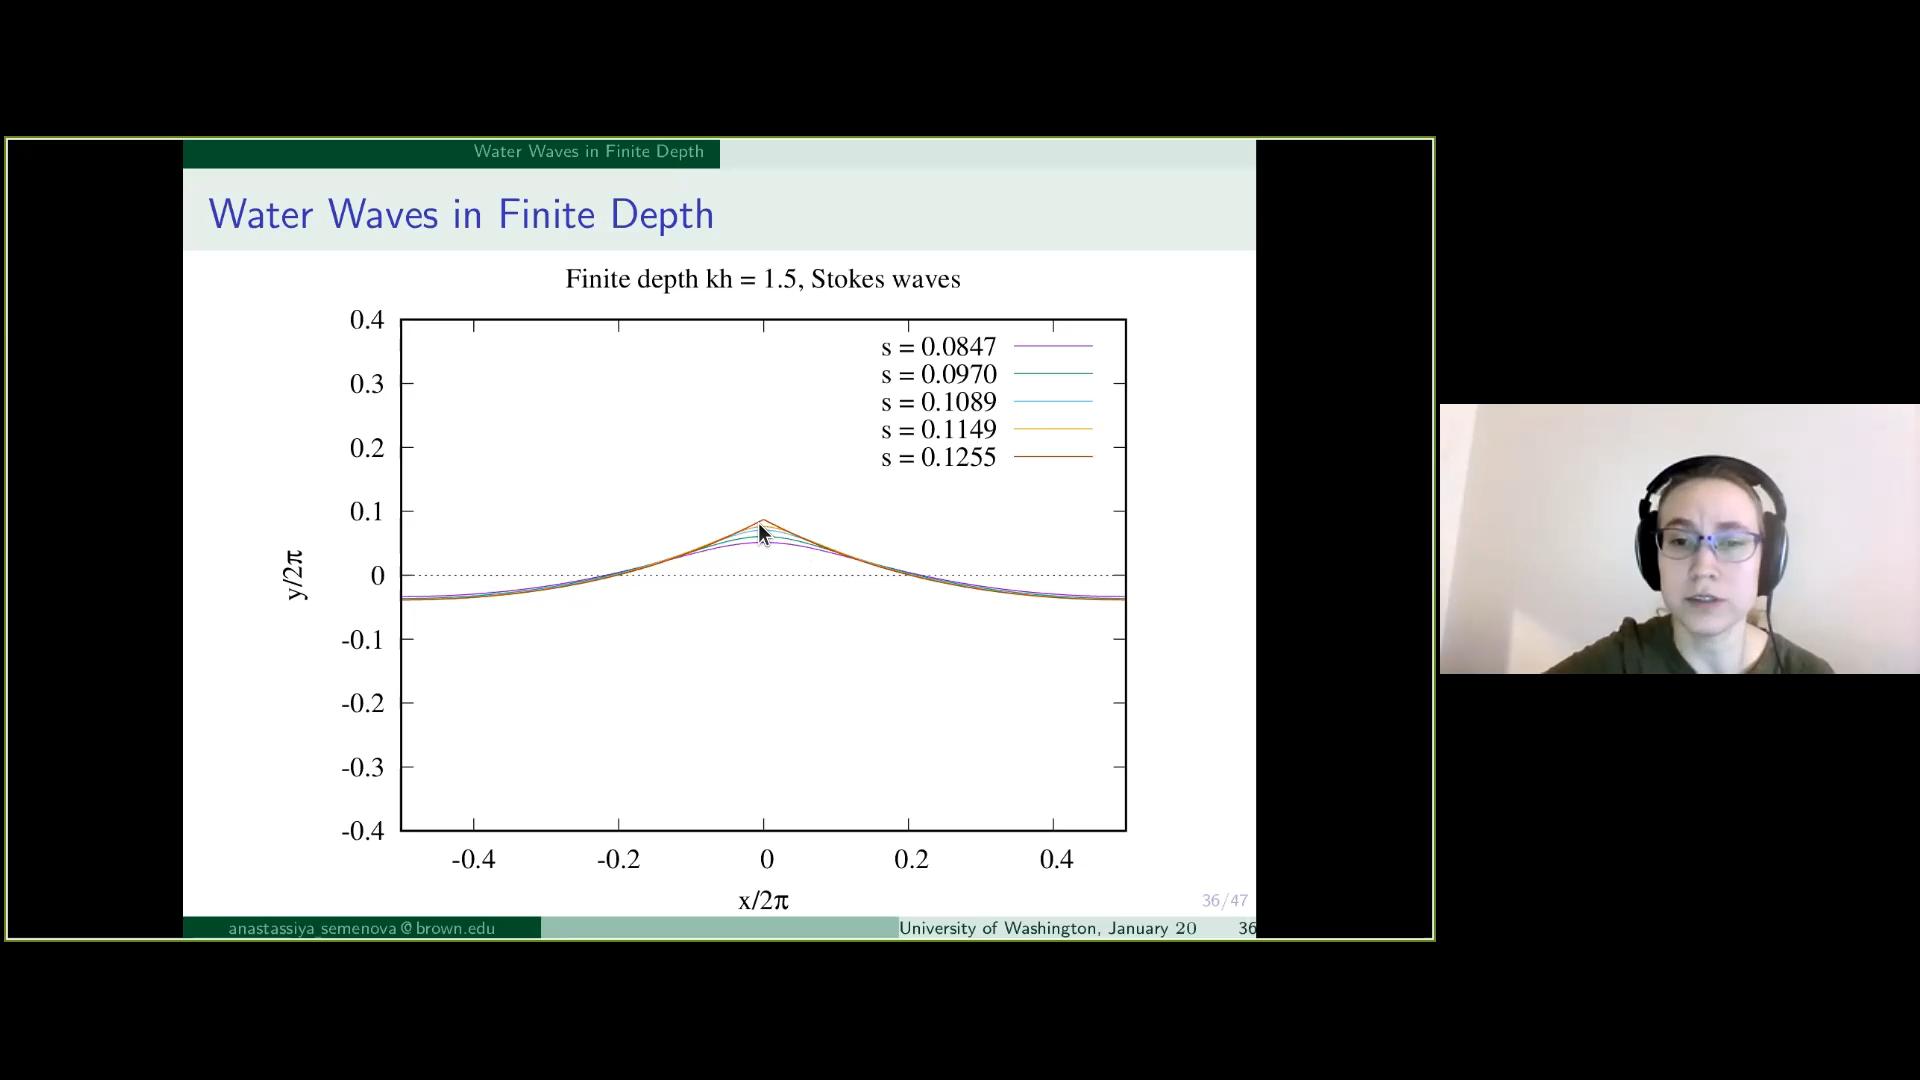 Water Waves in Finite Depth
Water Waves in Finite Depth
Finite depth kh = 1.5, Stokes waves
s = 0.0847
s = 0.0970
s = 0.1089
s = 0.1149
s = 0.1255
0.4
0.3
0.2
0.1
0
-0.1
-0.2
-0.3
-0.4
y/2π
-0.4 -0.2 0 0.2 0.4
x/2π
36/47
anastassiya_semenova@brown.edu University of Washington, January 20 36